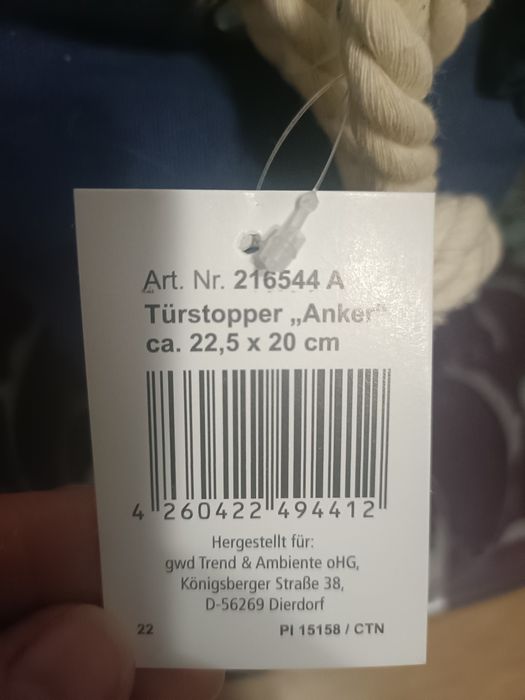 Art. Nr. 216544 A
Türstopper „Anker“
ca. 22,5 x 20 cm
4 260422 494412
Hergestellt für:
gwd Trend & Ambiente oHG,
Königsberger Straße 38,
D-56269 Dierdorf
22 PI 15158 / CTN